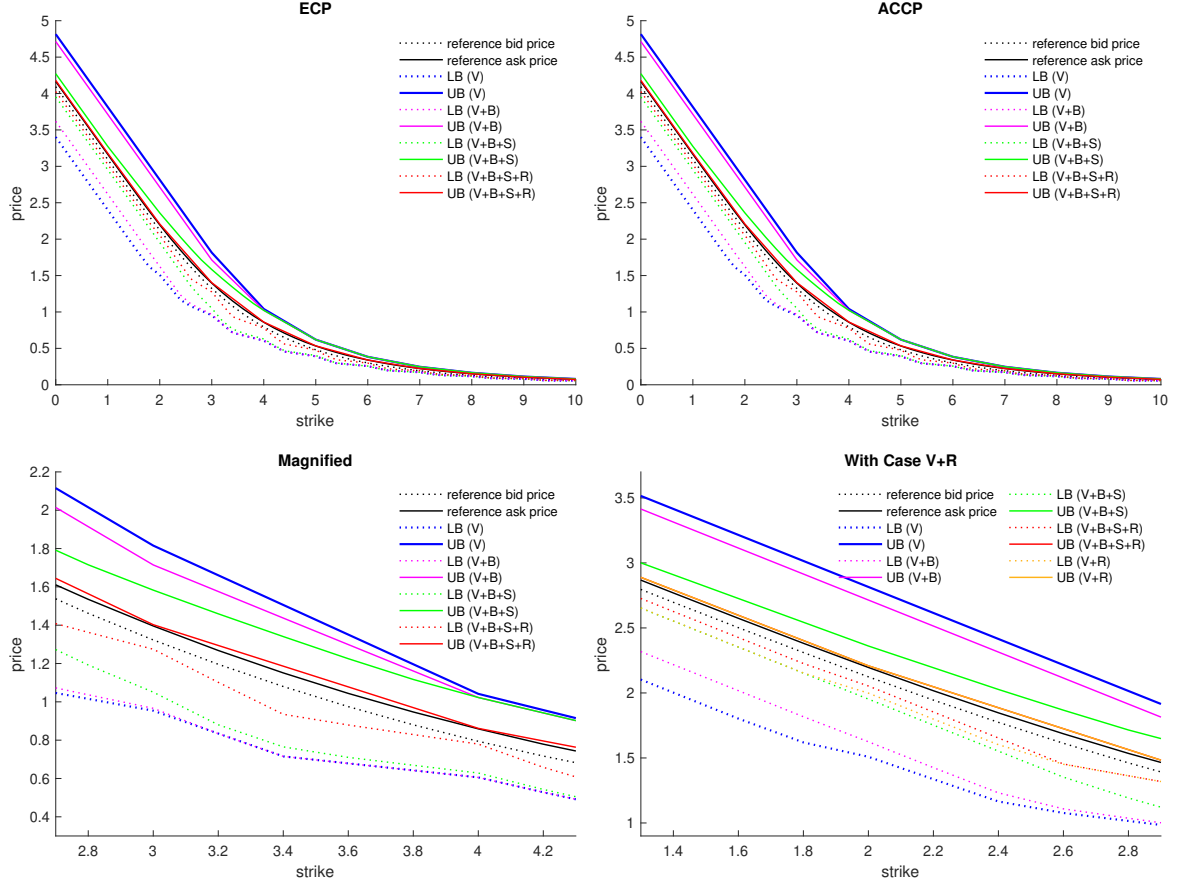 ECP
5
4.5
4
3.5
3
2.5
2
1.5
1
0.5
0
price
reference bid price
reference ask price
LB (V)
UB (V)
LB (V+B)
UB (V+B)
LB (V+B+S)
UB (V+B+S)
LB (V+B+S+R)
UB (V+B+S+R)
0 1 2 3 4 5 6 7 8 9 10
strike
ACCP
5
4.5
4
3.5
3
2.5
2
1.5
1
0.5
0
price
reference bid price
reference ask price
LB (V)
UB (V)
LB (V+B)
UB (V+B)
LB (V+B+S)
UB (V+B+S)
LB (V+B+S+R)
UB (V+B+S+R)
0 1 2 3 4 5 6 7 8 9 10
strike
Magnified
2.2
2
1.8
1.6
1.4
1.2
1
0.8
0.6
0.4
price
reference bid price
reference ask price
LB (V)
UB (V)
LB (V+B)
UB (V+B)
LB (V+B+S)
UB (V+B+S)
LB (V+B+S+R)
UB (V+B+S+R)
2.8 3 3.2 3.4 3.6 3.8 4 4.2
strike
With Case V+R
3.5
3
2.5
2
1.5
1
price
reference bid price
reference ask price
LB (V)
UB (V)
LB (V+B)
UB (V+B)
LB (V+B+S)
UB (V+B+S)
LB (V+B+S+R)
UB (V+B+S+R)
LB (V+R)
UB (V+R)
1.4 1.6 1.8 2 2.2 2.4 2.6 2.8
strike